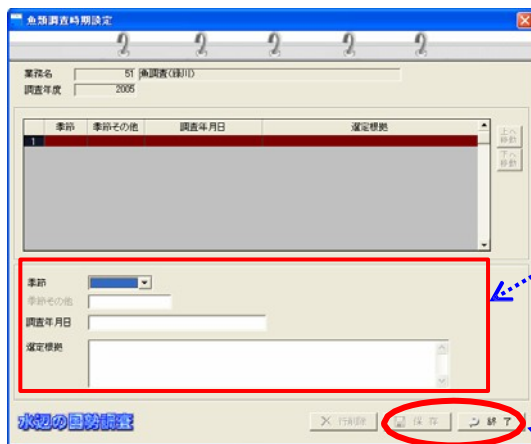 魚類調査時期設定
業務名 51 魚調査(緑川)
調査年度 2005
季節 季節その他 調査年月日 選定根拠
1
上へ移動
下へ移動
季節
季節その他
調査年月日
選定根拠
水辺の国勢調査 行削除 保存 終了